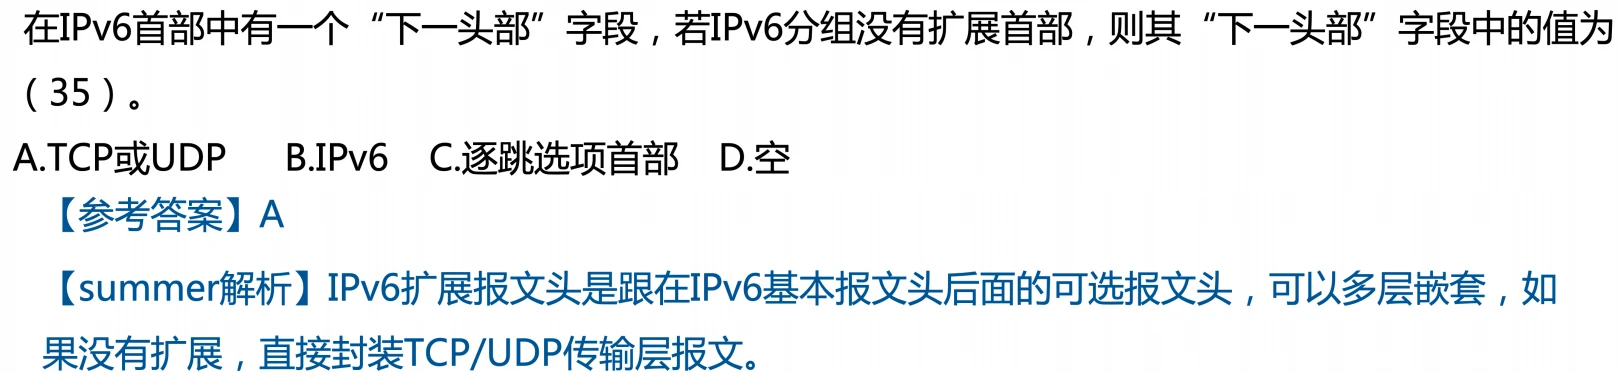 在IPv6首部中有一个“下一头部”字段，若IPv6分组没有扩展首部，则其“下一头部”字段中的值为
（35）。
A.TCP或UDP B.IPv6 C.逐跳选项首部 D.空
【参考答案】A
【summer解析】IPv6扩展报文头是跟在IPv6基本报文头后面的可选报文头，可以多层嵌套，如
果没有扩展，直接封装TCP/UDP传输层报文。